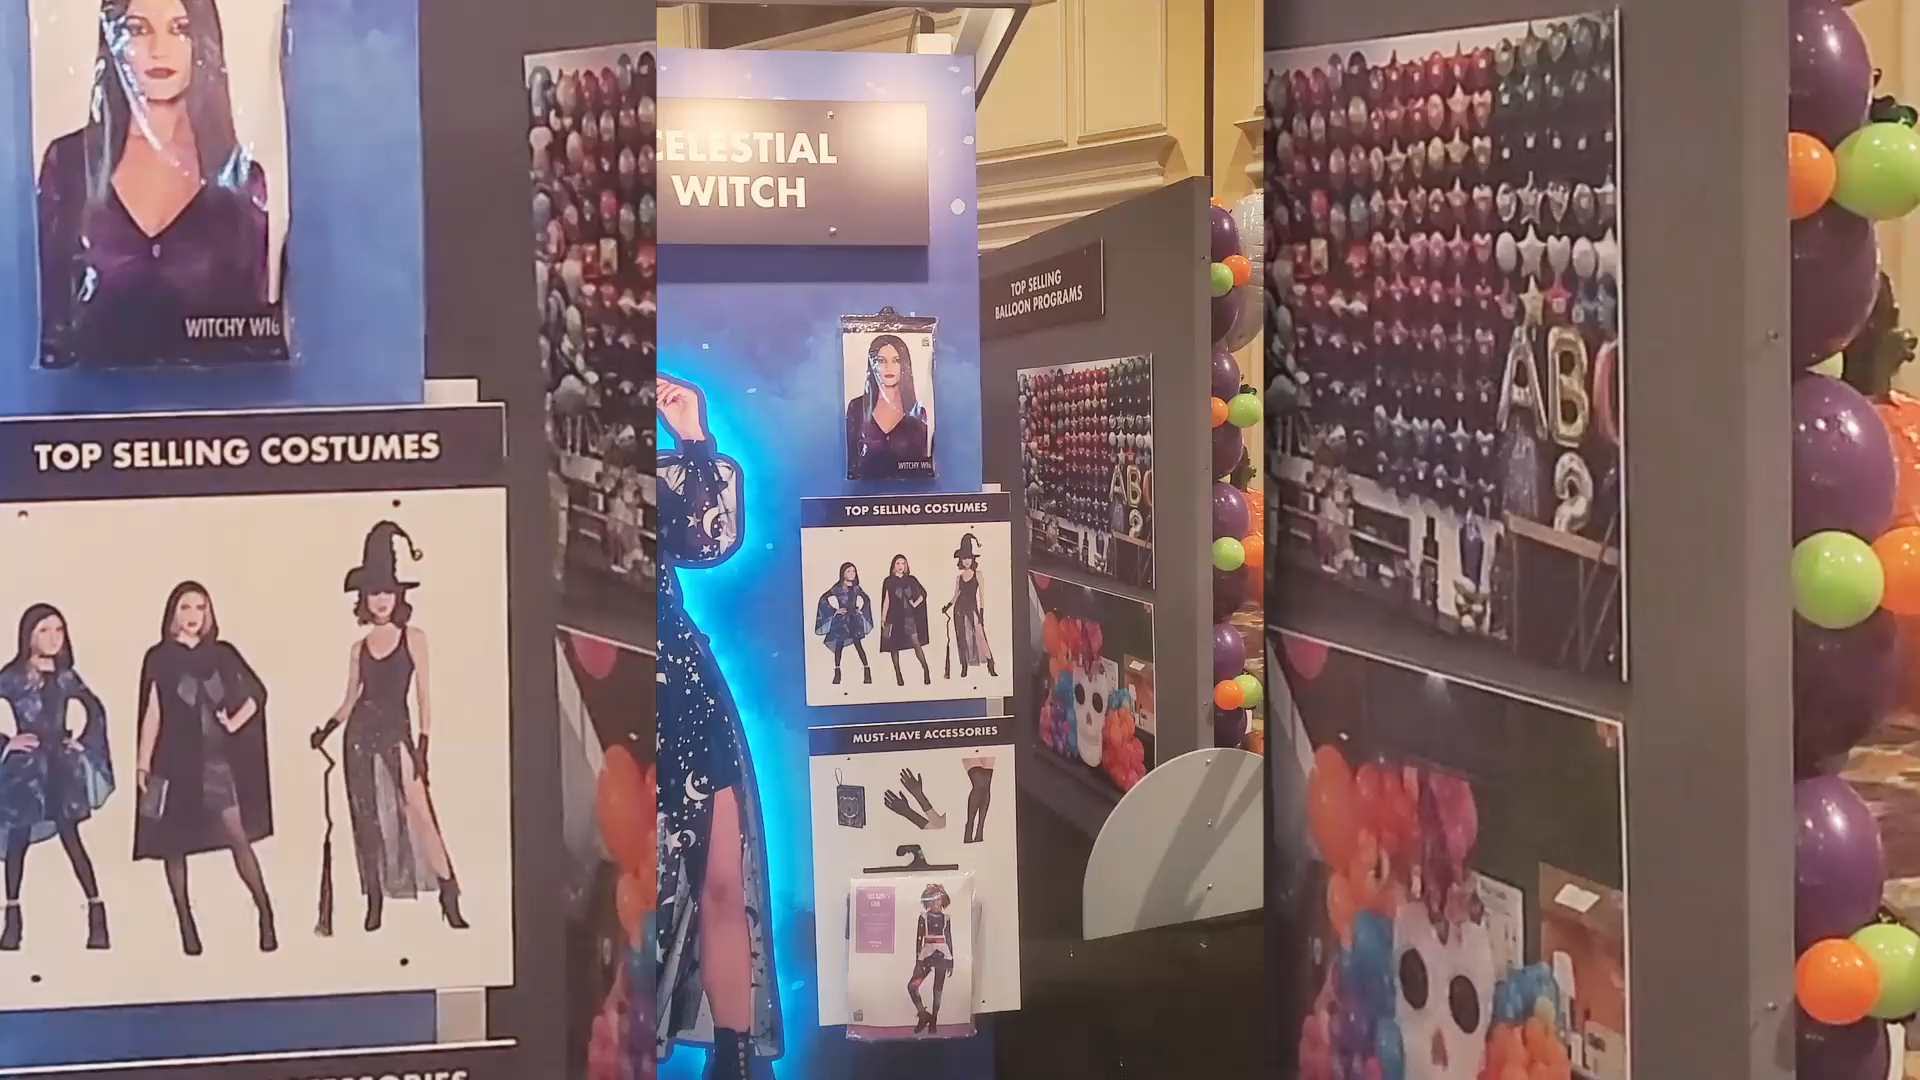 WITCHY WIG
TOP SELLING COSTUMES
CELESTIAL
WITCH
TOP SELLING
BALLOON PROGRAMS
WITCHY WIG
TOP SELLING COSTUMES
MUST-HAVE ACCESSORIES
ABC
ABC